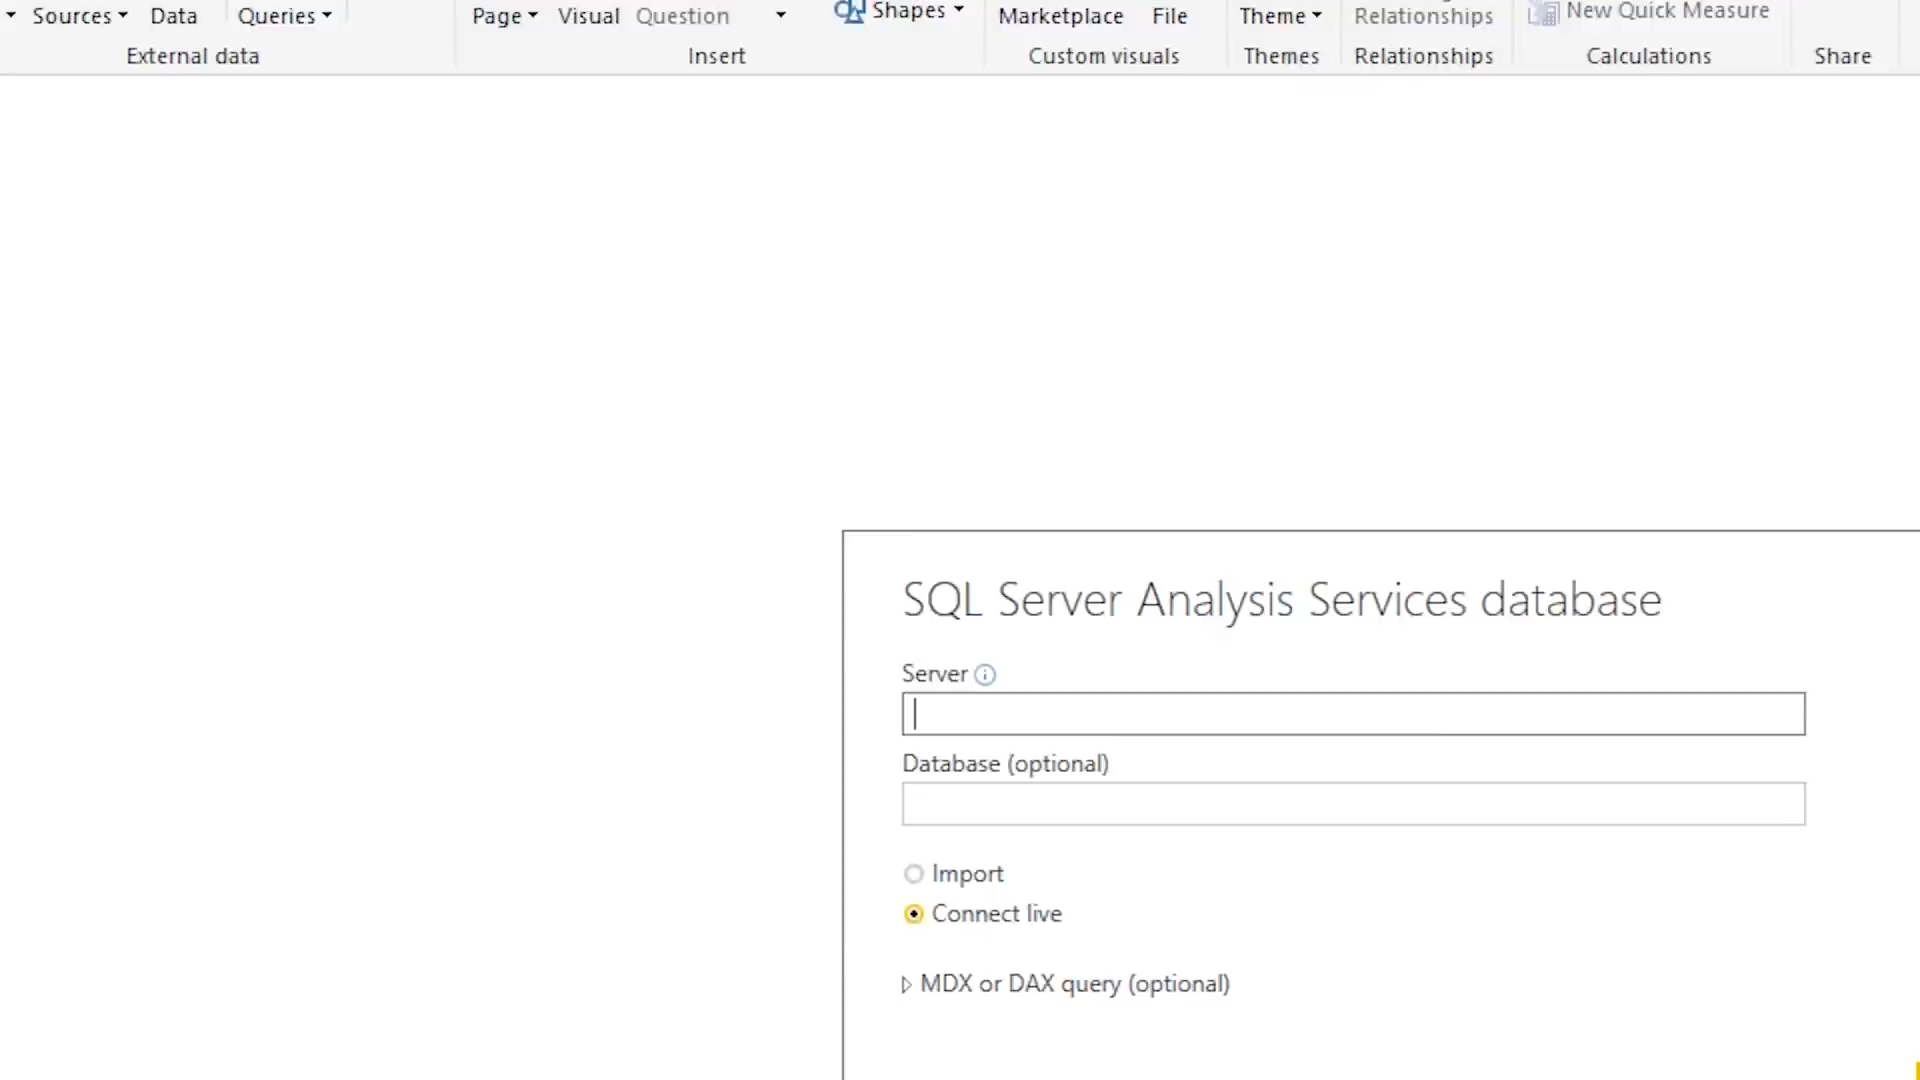 Sources Data Queries Page Visual Question Shapes Marketplace File Theme Relationships New Quick Measure
External data Insert Custom visuals Themes Relationships Calculations Share
SQL Server Analysis Services database
Server
Database (optional)
Import
Connect live
MDX or DAX query (optional)